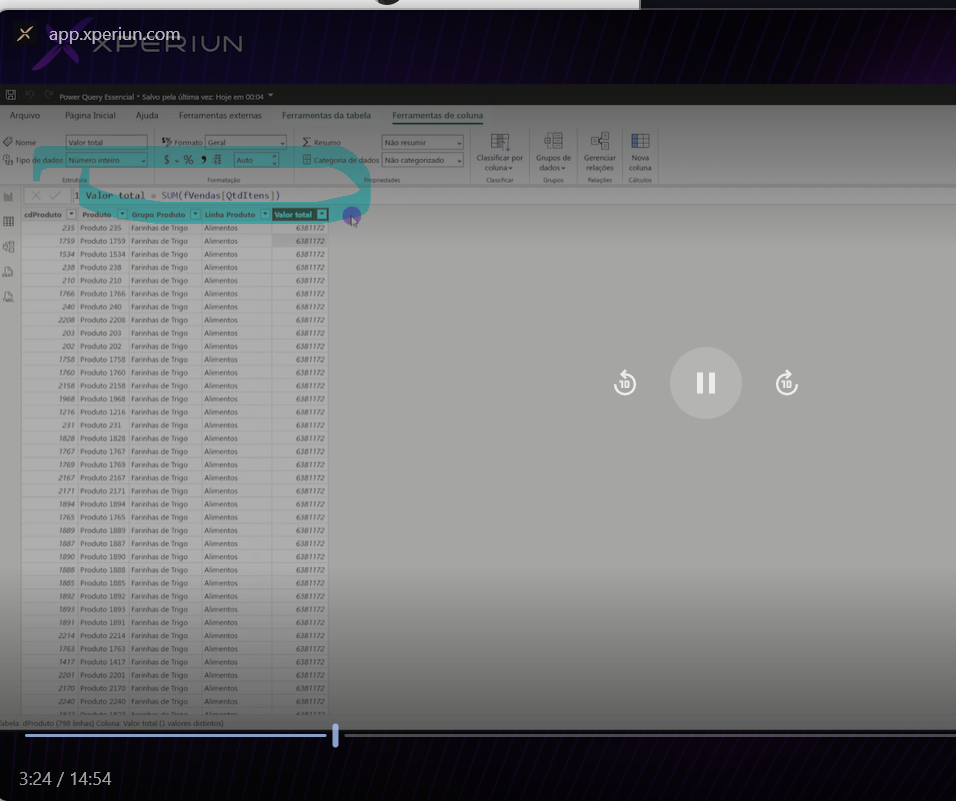 app.xperiun.com
XPERIUN
Power Query Essencial • Salvo pela última vez: Hoje em 00:04
Arquivo Página Inicial Ajuda Ferramentas externas Ferramentas da tabela Ferramentas de coluna
Nome Valor total Formato Geral Resumo Não resumir
Tipo de dados Número inteiro $ % Auto Categoria de dados Não categorizado
Classificar por coluna Grupos de dados Gerenciar relações Nova coluna
Estrutura Formatação Propriedades Classificar Grupos Relações Cálculos
1 Valor total = SUM(fVendas[QtdItens])
cdProduto Produto Grupo Produto Linha Produto Valor total
235 Produto 235 Farinhas de Trigo Alimentos 6381172
1759 Produto 1759 Farinhas de Trigo Alimentos 6381172
1534 Produto 1534 Farinhas de Trigo Alimentos 6381172
238 Produto 238 Farinhas de Trigo Alimentos 6381172
210 Produto 210 Farinhas de Trigo Alimentos 6381172
1766 Produto 1766 Farinhas de Trigo Alimentos 6381172
240 Produto 240 Farinhas de Trigo Alimentos 6381172
2208 Produto 2208 Farinhas de Trigo Alimentos 6381172
203 Produto 203 Farinhas de Trigo Alimentos 6381172
202 Produto 202 Farinhas de Trigo Alimentos 6381172
1758 Produto 1758 Farinhas de Trigo Alimentos 6381172
1760 Produto 1760 Farinhas de Trigo Alimentos 6381172
2158 Produto 2158 Farinhas de Trigo Alimentos 6381172
1968 Produto 1968 Farinhas de Trigo Alimentos 6381172
1216 Produto 1216 Farinhas de Trigo Alimentos 6381172
231 Produto 231 Farinhas de Trigo Alimentos 6381172
1828 Produto 1828 Farinhas de Trigo Alimentos 6381172
1767 Produto 1767 Farinhas de Trigo Alimentos 6381172
1769 Produto 1769 Farinhas de Trigo Alimentos 6381172
2167 Produto 2167 Farinhas de Trigo Alimentos 6381172
2171 Produto 2171 Farinhas de Trigo Alimentos 6381172
1894 Produto 1894 Farinhas de Trigo Alimentos 6381172
1765 Produto 1765 Farinhas de Trigo Alimentos 6381172
1889 Produto 1889 Farinhas de Trigo Alimentos 6381172
1887 Produto 1887 Farinhas de Trigo Alimentos 6381172
1890 Produto 1890 Farinhas de Trigo Alimentos 6381172
1888 Produto 1888 Farinhas de Trigo Alimentos 6381172
1885 Produto 1885 Farinhas de Trigo Alimentos 6381172
1892 Produto 1892 Farinhas de Trigo Alimentos 6381172
1893 Produto 1893 Farinhas de Trigo Alimentos 6381172
1891 Produto 1891 Farinhas de Trigo Alimentos 6381172
2214 Produto 2214 Farinhas de Trigo Alimentos 6381172
1763 Produto 1763 Farinhas de Trigo Alimentos 6381172
1417 Produto 1417 Farinhas de Trigo Alimentos 6381172
2201 Produto 2201 Farinhas de Trigo Alimentos 6381172
2170 Produto 2170 Farinhas de Trigo Alimentos 6381172
2240 Produto 2240 Farinhas de Trigo Alimentos 6381172
Tabela: dProduto (798 linhas) Coluna: Valor total (1 valores distintos)
10 10
3:24 / 14:54